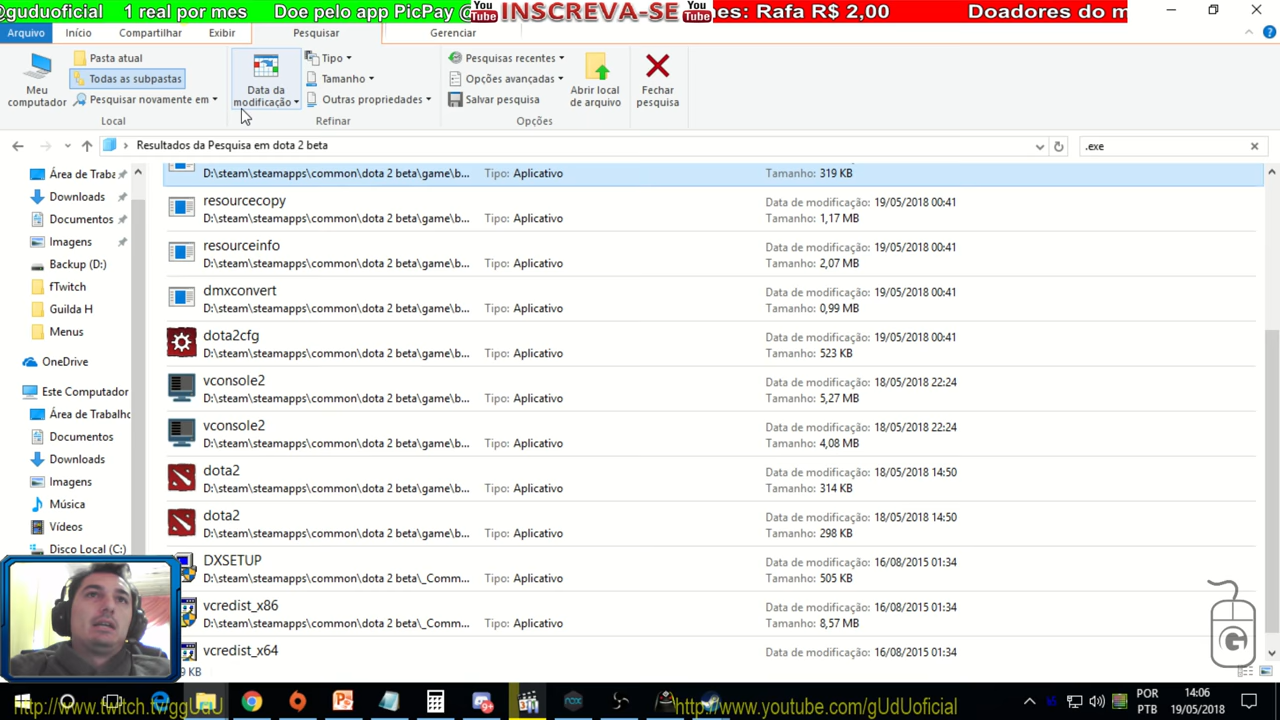 @guduoficial 1 real por mes Doe pelo app PicPay @ You Tube INSCREVA-SE You Tube nes: Rafa R$ 2,00 Doadores do m
Arquivo Início Compartilhar Exibir Pesquisar Gerenciar
Meu computador
Pasta atual
Todas as subpastas
Pesquisar novamente em
Local
Data da modificação
Tipo
Tamanho
Outras propriedades
Refinar
Pesquisas recentes
Opções avançadas
Salvar pesquisa
Abrir local de arquivo
Opções
Fechar pesquisa
Resultados da Pesquisa em dota 2 beta
.exe
Área de Traba
Downloads
Documentos
Imagens
Backup (D:)
fTwitch
Guilda H
Menus
OneDrive
Este Computador
Área de Trabalho
Documentos
Downloads
Imagens
Música
Vídeos
Disco Local (C:)
D:\steam\steamapps\common\dota 2 beta\game\b... Tipo: Aplicativo Tamanho: 319 KB
resourcecopy Data de modificação: 19/05/2018 00:41
D:\steam\steamapps\common\dota 2 beta\game\b... Tipo: Aplicativo Tamanho: 1,17 MB
resourceinfo Data de modificação: 19/05/2018 00:41
D:\steam\steamapps\common\dota 2 beta\game\b... Tipo: Aplicativo Tamanho: 2,07 MB
dmxconvert Data de modificação: 19/05/2018 00:41
D:\steam\steamapps\common\dota 2 beta\game\b... Tipo: Aplicativo Tamanho: 0,99 MB
dota2cfg Data de modificação: 19/05/2018 00:41
D:\steam\steamapps\common\dota 2 beta\game\b... Tipo: Aplicativo Tamanho: 523 KB
vconsole2 Data de modificação: 18/05/2018 22:24
D:\steam\steamapps\common\dota 2 beta\game\b... Tipo: Aplicativo Tamanho: 5,27 MB
vconsole2 Data de modificação: 18/05/2018 22:24
D:\steam\steamapps\common\dota 2 beta\game\b... Tipo: Aplicativo Tamanho: 4,08 MB
dota2 Data de modificação: 18/05/2018 14:50
D:\steam\steamapps\common\dota 2 beta\game\b... Tipo: Aplicativo Tamanho: 314 KB
dota2 Data de modificação: 18/05/2018 14:50
D:\steam\steamapps\common\dota 2 beta\game\b... Tipo: Aplicativo Tamanho: 298 KB
DXSETUP Data de modificação: 16/08/2015 01:34
D:\steam\steamapps\common\dota 2 beta\_Comm... Tipo: Aplicativo Tamanho: 505 KB
vcredist_x86 Data de modificação: 16/08/2015 01:34
D:\steam\steamapps\common\dota 2 beta\_Comm... Tipo: Aplicativo Tamanho: 8,57 MB
vcredist_x64 Data de modificação: 16/08/2015 01:34
KB
G
http://www.twitch.tv/ggUdU http://www.youtube.com/gUdUoficial
POR 14:06
PTB 19/05/2018